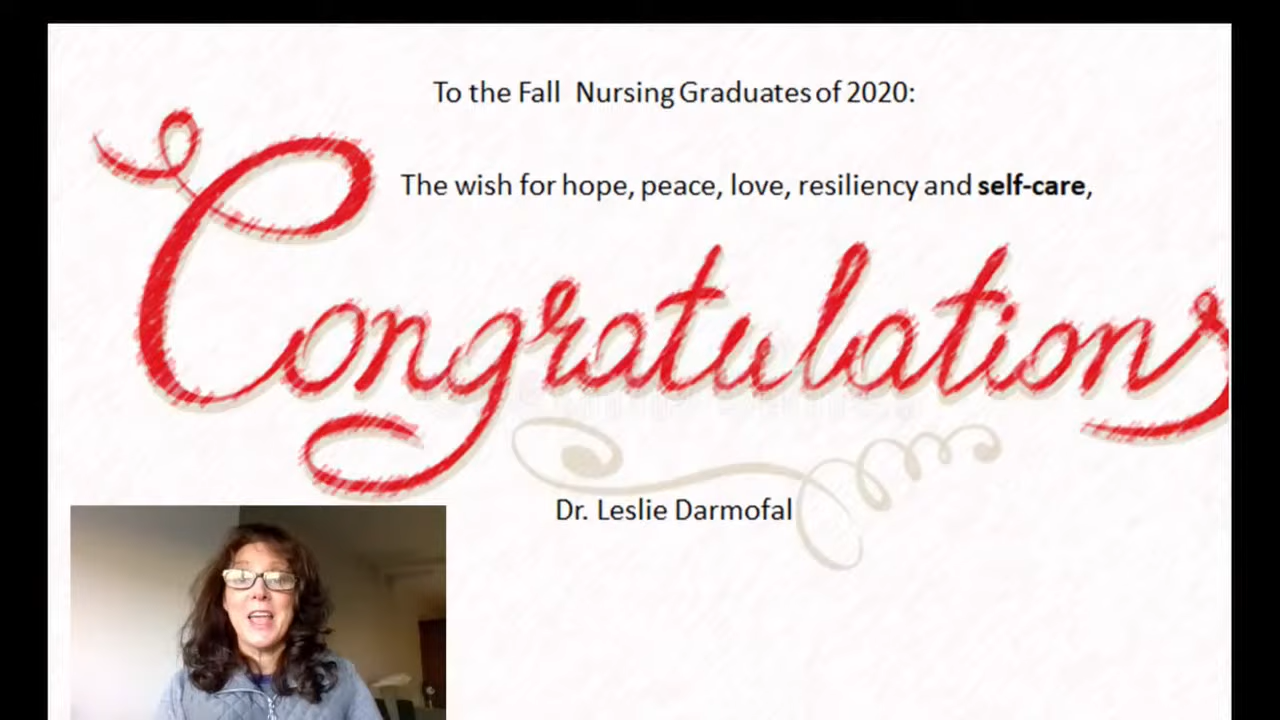 To the Fall Nursing Graduates of 2020:
The wish for hope, peace, love, resiliency and self-care,
Congratulations
Dr. Leslie Darmofal